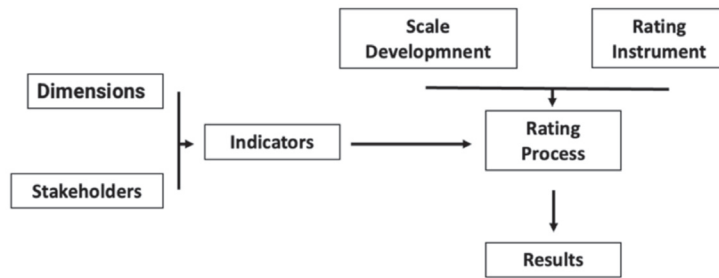 Scale
Developmnent
Rating
Instrument
Dimensions
Indicators
Rating
Process
Stakeholders
Results